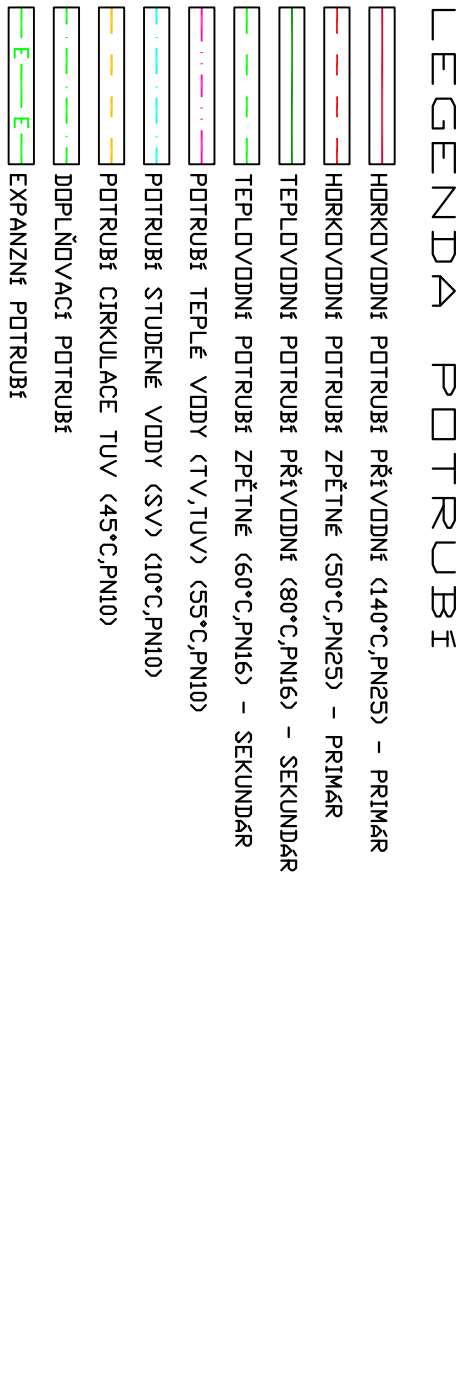 LEGENDA POTRUBÍ
HORKOVODNÍ POTRUBÍ PŘÍVODNÍ (140°C,PN25) - PRIMÁR
HORKOVODNÍ POTRUBÍ ZPĚTNÉ (50°C,PN25) - PRIMÁR
TEPLOVODNÍ POTRUBÍ PŘÍVODNÍ (80°C,PN16) - SEKUNDÁR
TEPLOVODNÍ POTRUBÍ ZPĚTNÉ (60°C,PN16) - SEKUNDÁR
POTRUBÍ TEPLÉ VODY (TV,TUV) (55°C,PN10)
POTRUBÍ STUDENÉ VODY (SV) (10°C,PN10)
POTRUBÍ CIRKULACE TUV (45°C,PN10)
DOPLŇOVACÍ POTRUBÍ
E E EXPANZNÍ POTRUBÍ